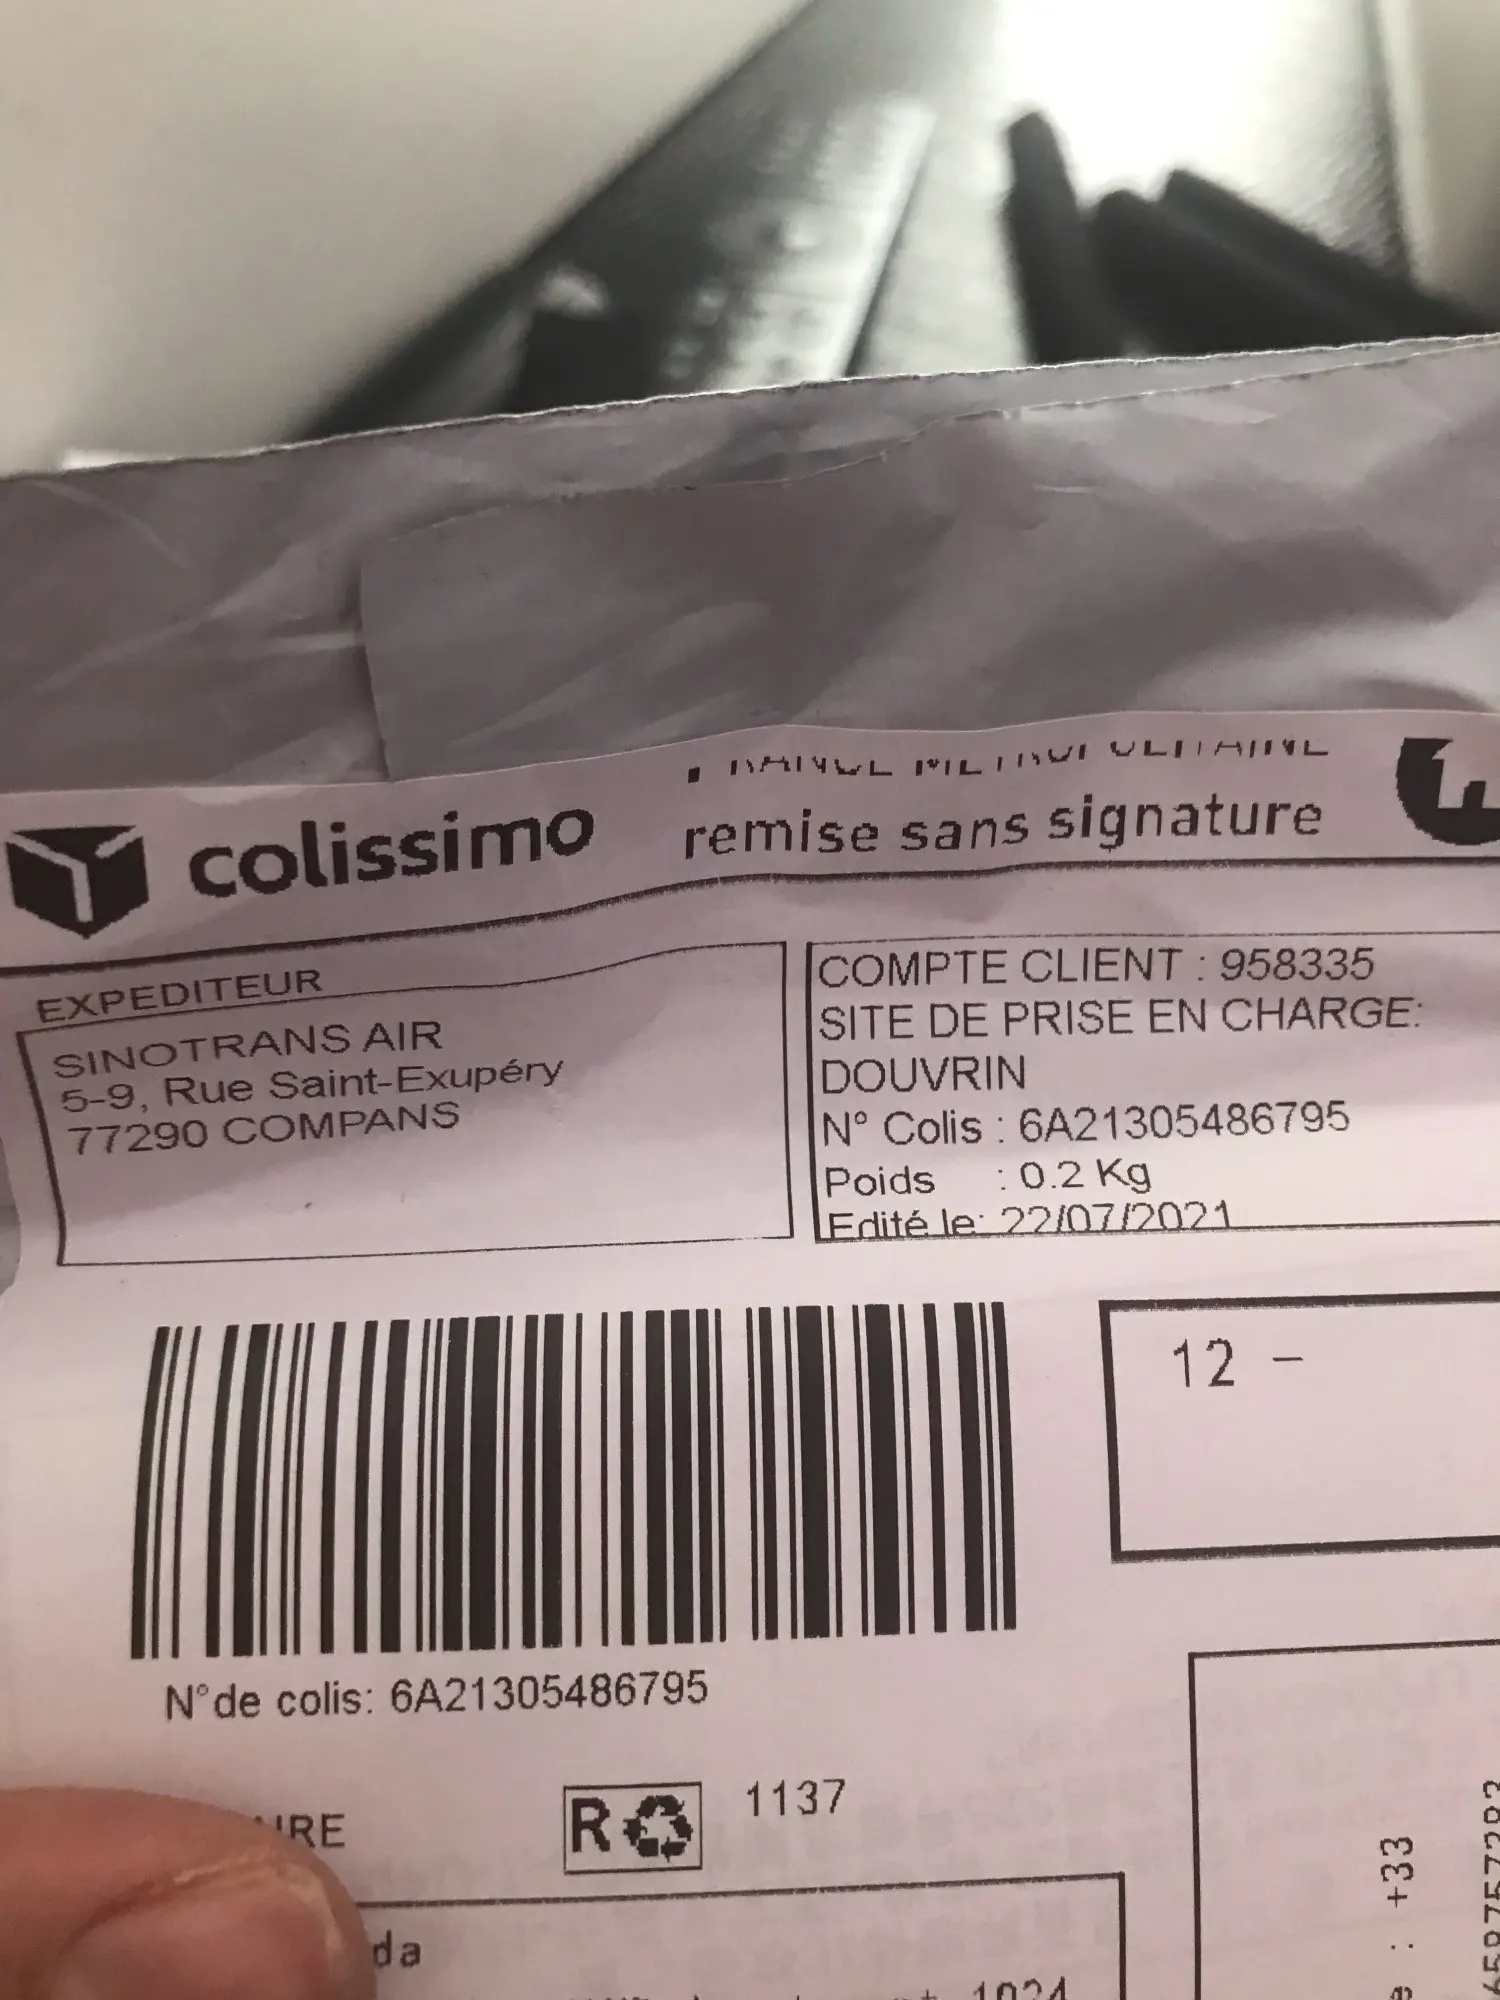 FRANCE METROPOLITAINE
colissimo
remise sans signature
EXPEDITEUR
SINOTRANS AIR
5-9, Rue Saint-Exupéry
77290 COMPANS
COMPTE CLIENT : 958335
SITE DE PRISE EN CHARGE:
DOUVRIN
N° Colis : 6A21305486795
Poids : 0.2 Kg
Edité le: 22/07/2021
12 -
N°de colis: 6A21305486795
R
1137
+33